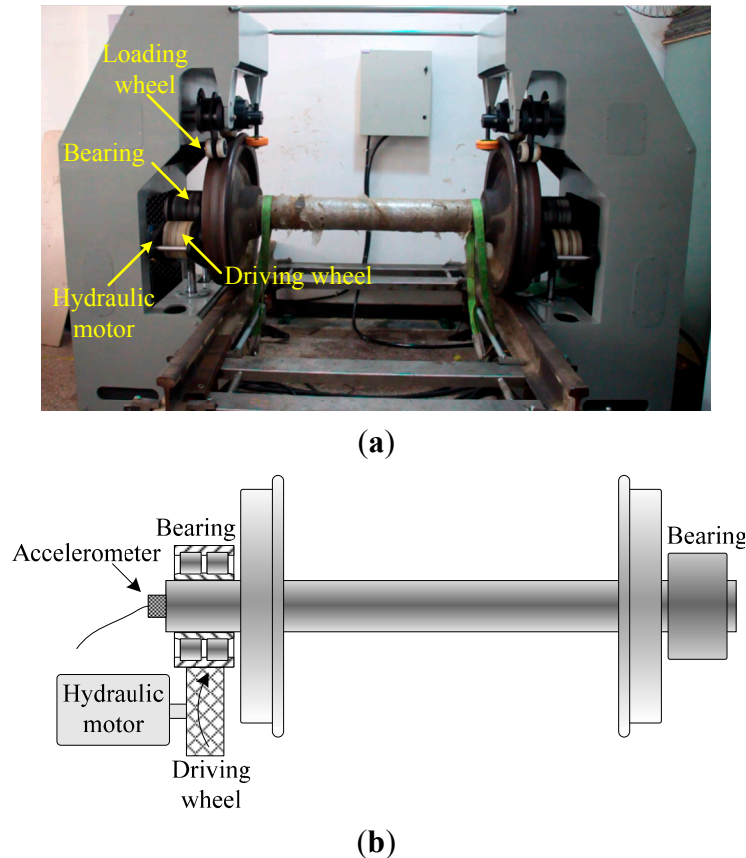 Loading
wheel
Bearing
Driving wheel
Hydraulic
motor
(a)
Bearing
Bearing
Accelerometer
Hydraulic
motor
Driving
wheel
(b)